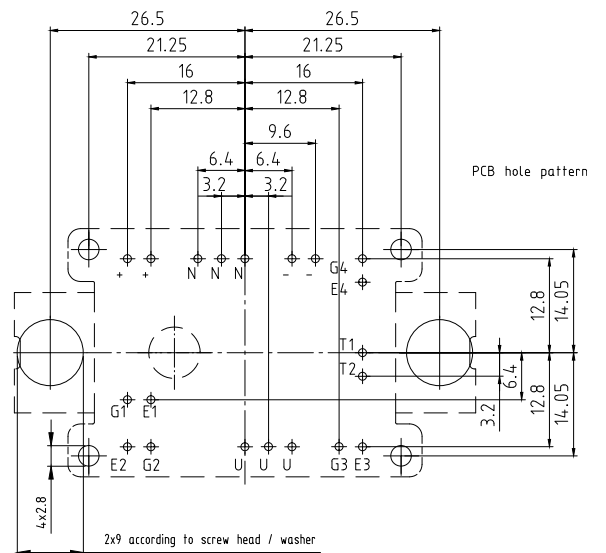 26.5 26.5
21.25 21.25
16 16
12.8 12.8
9.6
6.4 6.4
3.2 3.2
PCB hole pattern
+ + N N N - - G4
E4
12.8 14.05
T1
T2
6.4
3.2
12.8 14.05
G1 E1
E2 G2 U U U G3 E3
4x2.8
2x9 according to screw head / washer